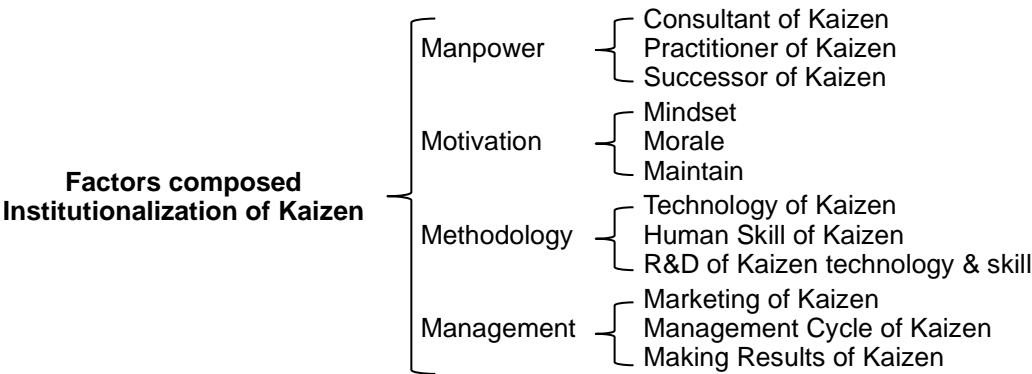 Factors composed
Institutionalization of Kaizen
Manpower
Consultant of Kaizen
Practitioner of Kaizen
Successor of Kaizen
Motivation
Mindset
Morale
Maintain
Methodology
Technology of Kaizen
Human Skill of Kaizen
R&D of Kaizen technology & skill
Management
Marketing of Kaizen
Management Cycle of Kaizen
Making Results of Kaizen